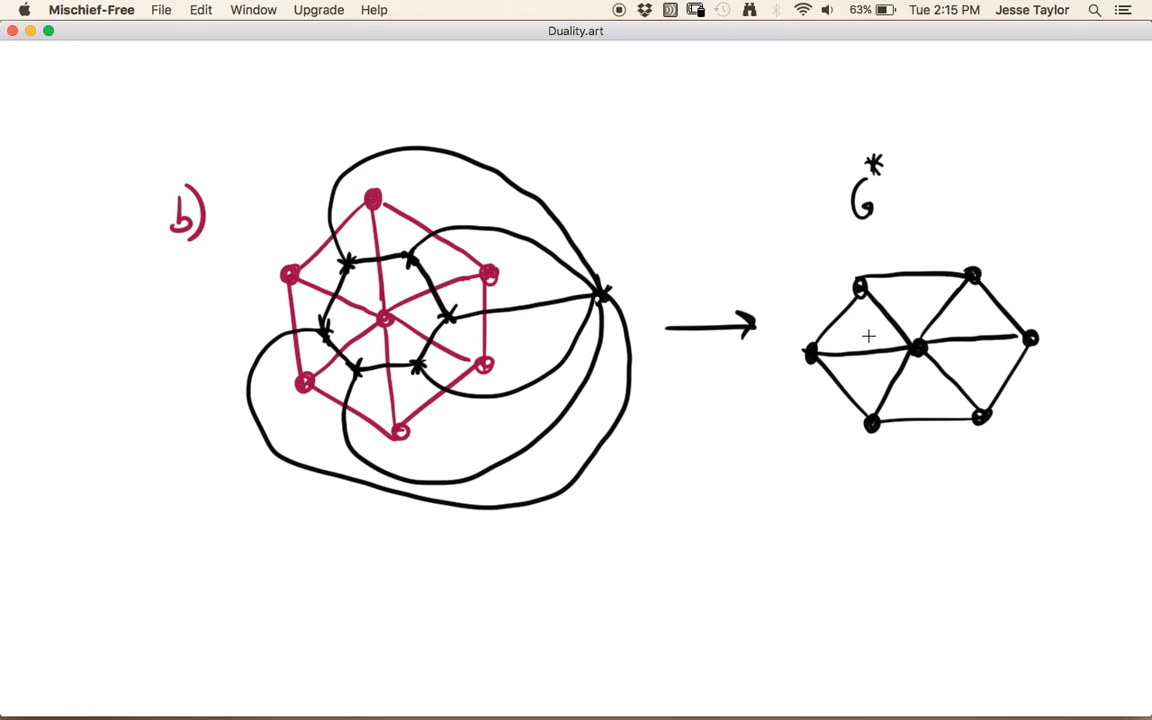 Mischief-Free File Edit Window Upgrade Help 63% Tue 2:15 PM Jesse Taylor
Duality.art
b)
G*